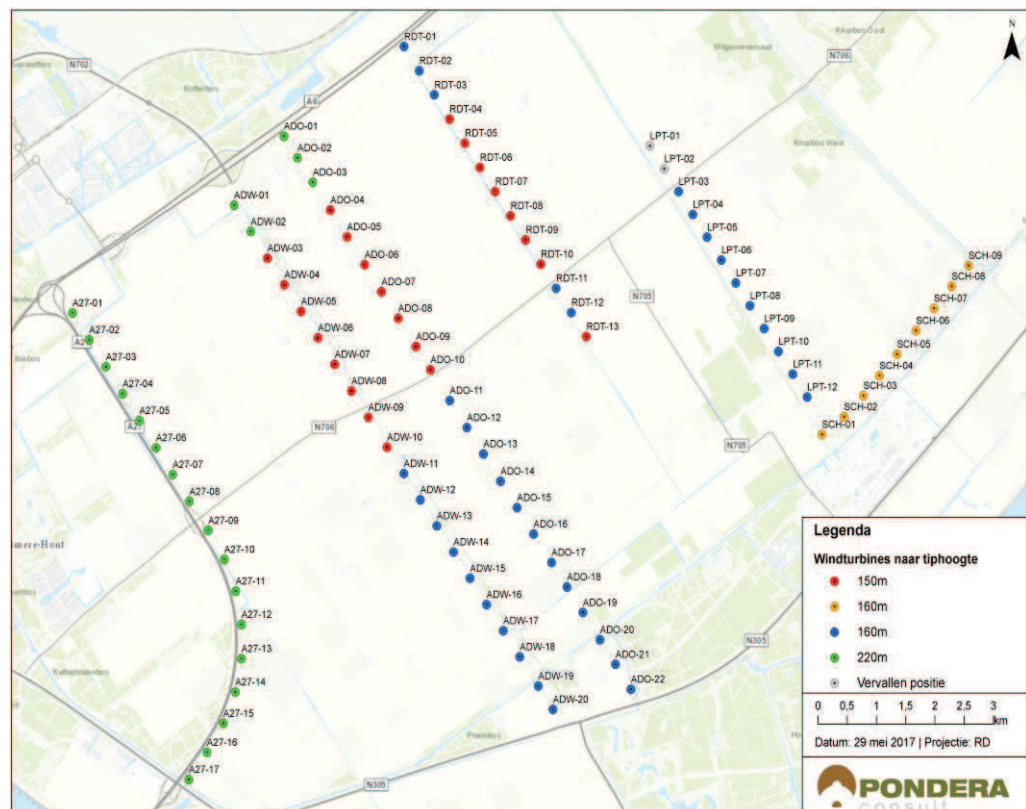 Knarbos Oost
N
RDT-01
Wilgenreservaat
N706
N702
RDT-02
Kotterbos
RDT-03
A6
RDT-04
ADO-01
RDT-05
LPT-01
Knarbos West
ADO-02
RDT-06
LPT-02
ADO-03
RDT-07
LPT-03
ADW-01
ADO-04
RDT-08
LPT-04
ADW-02
ADO-05
RDT-09
LPT-05
ADW-03
ADO-06
RDT-10
LPT-06
SCH-09
ADW-04
ADO-07
RDT-11
LPT-07
SCH-08
A27-01
ADW-05
ADO-08
RDT-12
N705
LPT-08
SCH-07
A27-02
ADW-06
ADO-09
RDT-13
LPT-09
SCH-06
A27-03
ADW-07
ADO-10
LPT-10
SCH-05
A27-04
ADW-08
ADO-11
LPT-11
SCH-04
A27-05
ADW-09
ADO-12
LPT-12
SCH-03
A27
N706
SCH-02
A27-06
ADW-10
ADO-13
N705
SCH-01
A27-07
ADW-11
ADO-14
A27-08
ADW-12
ADO-15
A27-09
ADW-13
ADO-16
A27-10
ADW-14
ADO-17
A27-11
ADW-15
ADO-18
A27-12
ADW-16
ADO-19
A27-13
ADW-17
ADO-20
N305
Kathedralenbos
A27-14
ADW-18
ADO-21
A27-15
ADW-19
ADO-22
A27-16
ADW-20
Priembos
A27-17
N305
Legenda
Windturbines naar tiphoogte
150m
160m
160m
220m
Vervallen positie
0 0,5 1 1,5 2 2,5 3
km
Datum: 29 mei 2017 | Projectie: RD
PONDERA
consult